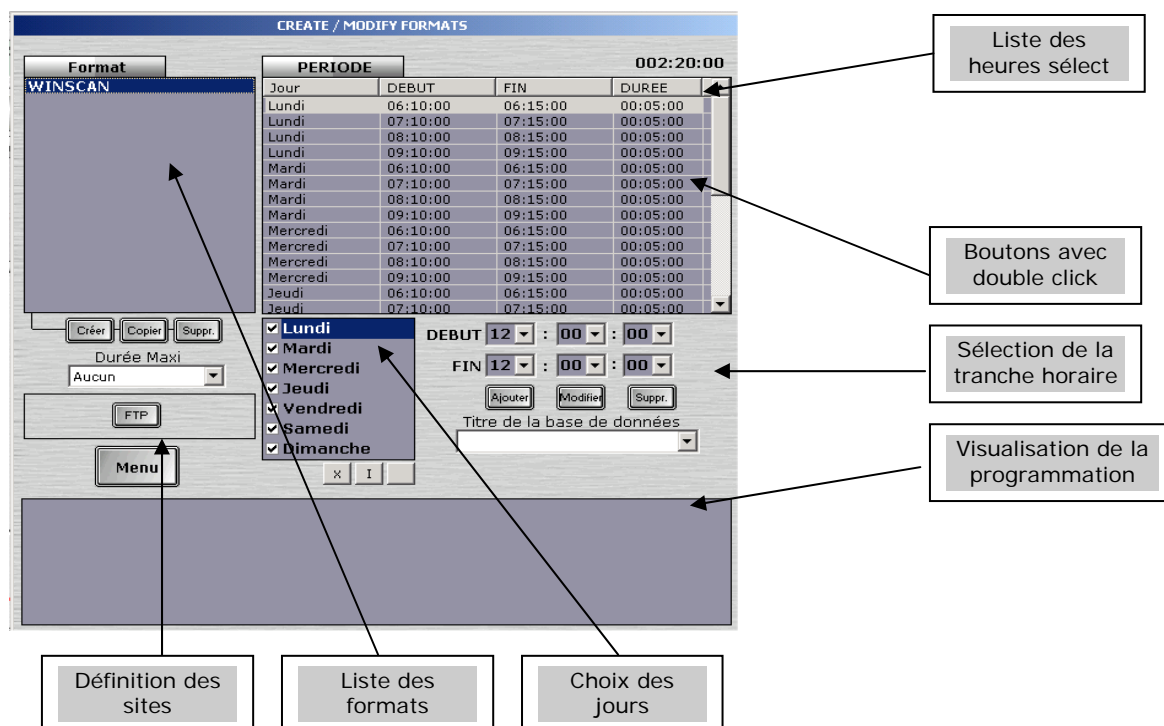 CREATE / MODIFY FORMATS
Format
PERIODE
002:20:00
WINSCAN
Jour DEBUT FIN DUREE
Lundi 06:10:00 06:15:00 00:05:00
Lundi 07:10:00 07:15:00 00:05:00
Lundi 08:10:00 08:15:00 00:05:00
Lundi 09:10:00 09:15:00 00:05:00
Mardi 06:10:00 06:15:00 00:05:00
Mardi 07:10:00 07:15:00 00:05:00
Mardi 08:10:00 08:15:00 00:05:00
Mardi 09:10:00 09:15:00 00:05:00
Mercredi 06:10:00 06:15:00 00:05:00
Mercredi 07:10:00 07:15:00 00:05:00
Mercredi 08:10:00 08:15:00 00:05:00
Mercredi 09:10:00 09:15:00 00:05:00
Jeudi 06:10:00 06:15:00 00:05:00
Jeudi 07:10:00 07:15:00 00:05:00
Créer Copier Suppr.
Durée Maxi
Aucun
FTP
Menu
Lundi
Mardi
Mercredi
Jeudi
Vendredi
Samedi
Dimanche
X I
DEBUT 12 : 00 : 00
FIN 12 : 00 : 00
Ajouter Modifier Suppr.
Titre de la base de données
Liste des
heures sélect
Boutons avec
double click
Sélection de la
tranche horaire
Visualisation de la
programmation
Définition des
sites
Liste des
formats
Choix des
jours